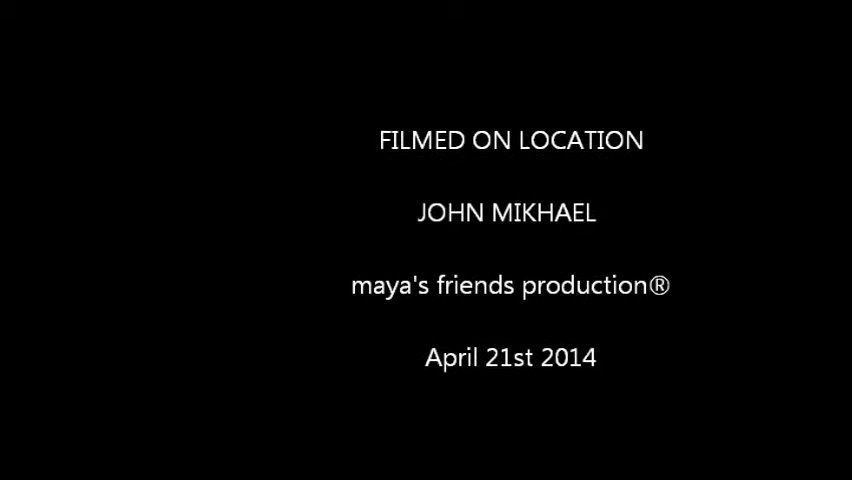 FILMED ON LOCATION
JOHN MIKHAEL
maya's friends production®
April 21st 2014